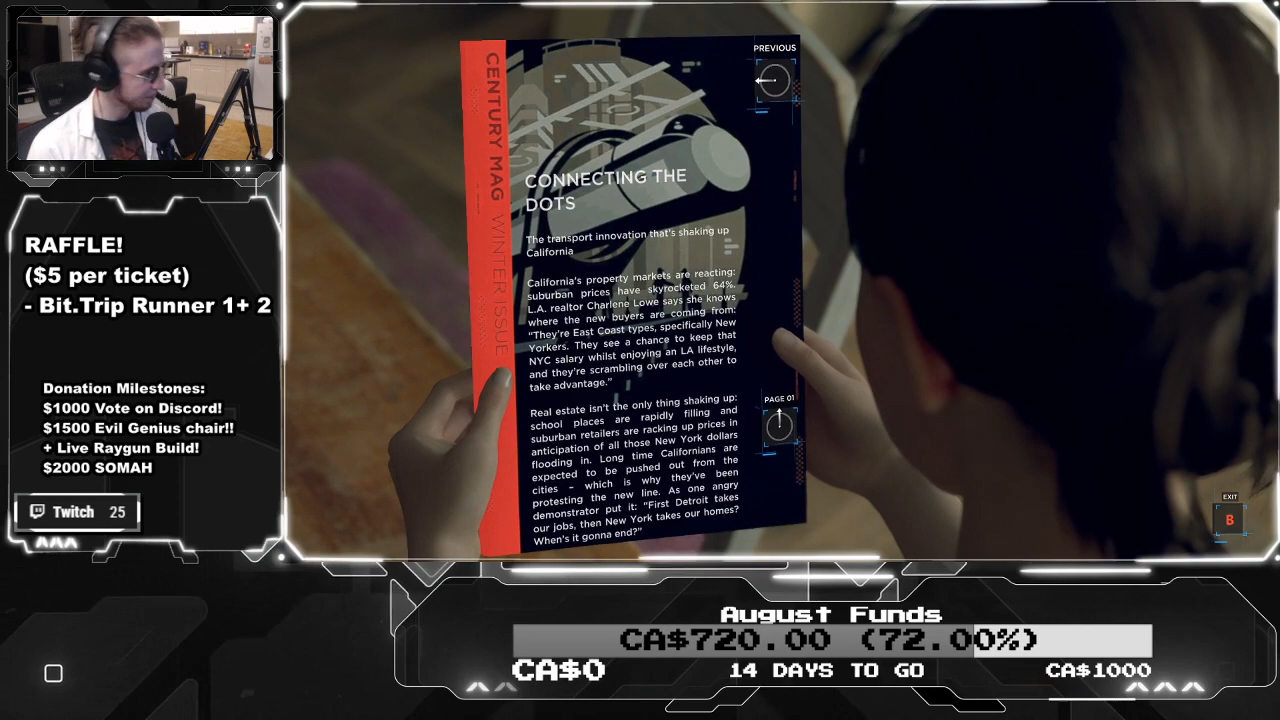 RAFFLE!
($5 per ticket)
- Bit.Trip Runner 1+ 2
Donation Milestones:
$1000 Vote on Discord!
$1500 Evil Genius chair!!
+ Live Raygun Build!
$2000 SOMAH
Twitch 25
CENTURY MAG WINTER ISSUE
PREVIOUS
CONNECTING THE
DOTS
The transport innovation that's shaking up
California
California's property markets are reacting:
suburban prices have skyrocketed 64%.
L.A. realtor Charlene Lowe says she knows
where the new buyers are coming from:
"They're East Coast types, specifically New
Yorkers. They see a chance to keep that
NYC salary whilst enjoying an LA lifestyle,
and they're scrambling over each other to
take advantage."
Real estate isn't the only thing shaking up:
school places are rapidly filling and
suburban retailers are racking up prices in
anticipation of all those New York dollars
flooding in. Long time Californians are
expected to be pushed out from the
cities – which is why they've been
protesting the new line. As one angry
demonstrator put it: "First Detroit takes
our jobs, then New York takes our homes?
When's it gonna end?"
PAGE 01
EXIT
B
August Funds
CA$720.00 (72.00%)
CA$0
14 DAYS TO GO
CA$1000